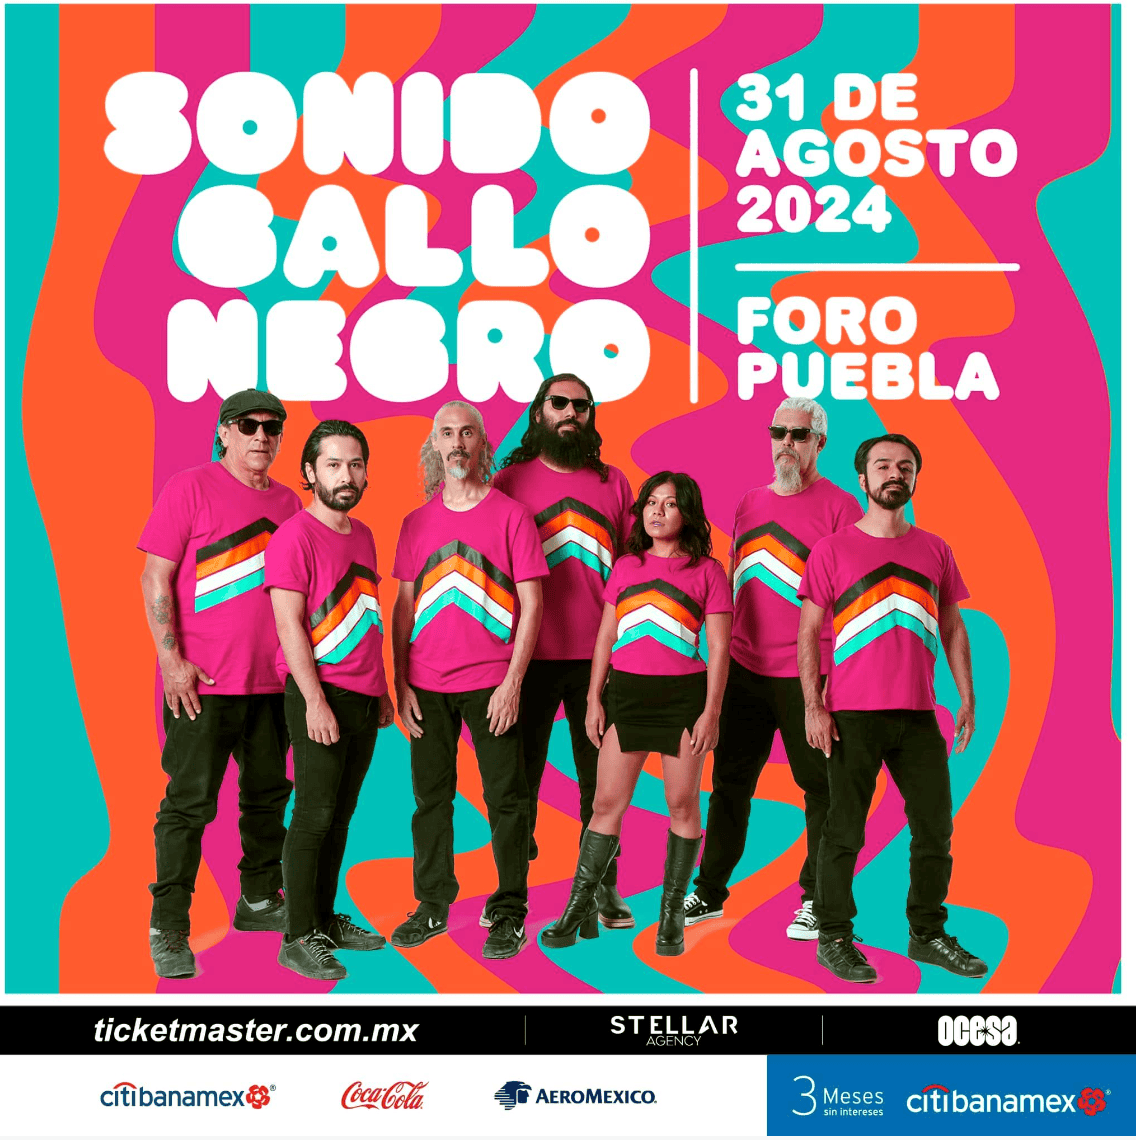 SONIDO
GALLO
NEGRO
31 DE
AGOSTO
2024
FORO
PUEBLA
ticketmaster.com.mx
STELLAR
AGENCY
ocesa
citibanamex
Coca-Cola
AEROMEXICO.
3 Meses
sin intereses
citibanamex